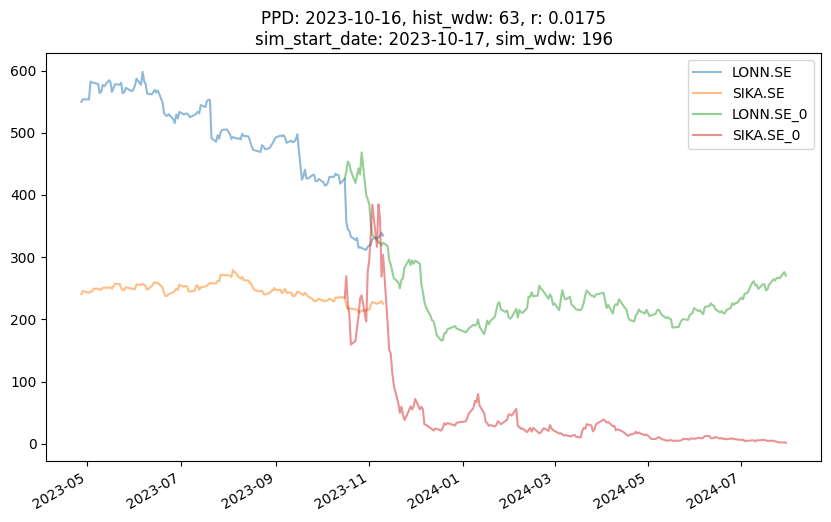 PPD: 2023-10-16, hist_wdw: 63, r: 0.0175
sim_start_date: 2023-10-17, sim_wdw: 196
LONN.SE
SIKA.SE
LONN.SE_0
SIKA.SE_0
600
500
400
300
200
100
0
2023-05
2023-07
2023-09
2023-11
2024-01
2024-03
2024-05
2024-07